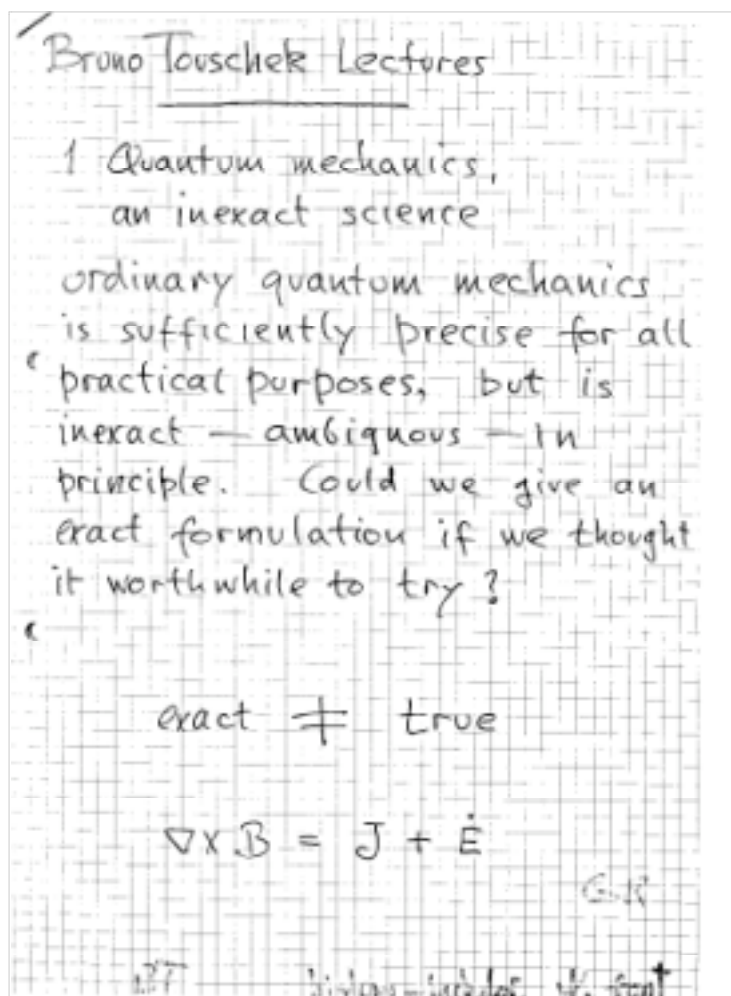 Bruno Touschek Lectures
1 Quantum mechanics,
an inexact science
ordinary quantum mechanics
is sufficiently precise for all
practical purposes, but is
inexact — ambiguous — in
principle. Could we give an
exact formulation if we thought
it worthwhile to try?
exact ≠ true
∇×B = J + Ė